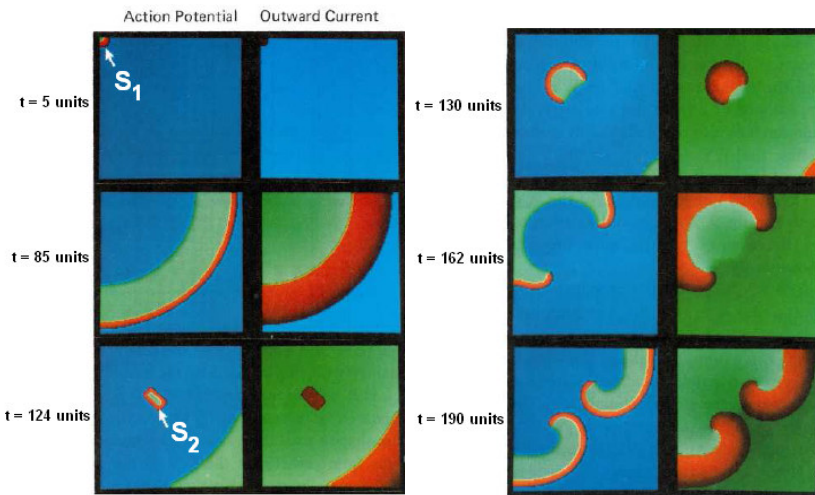 Action Potential Outward Current
S1
t = 5 units
t = 85 units
t = 124 units
S2
t = 130 units
t = 162 units
t = 190 units